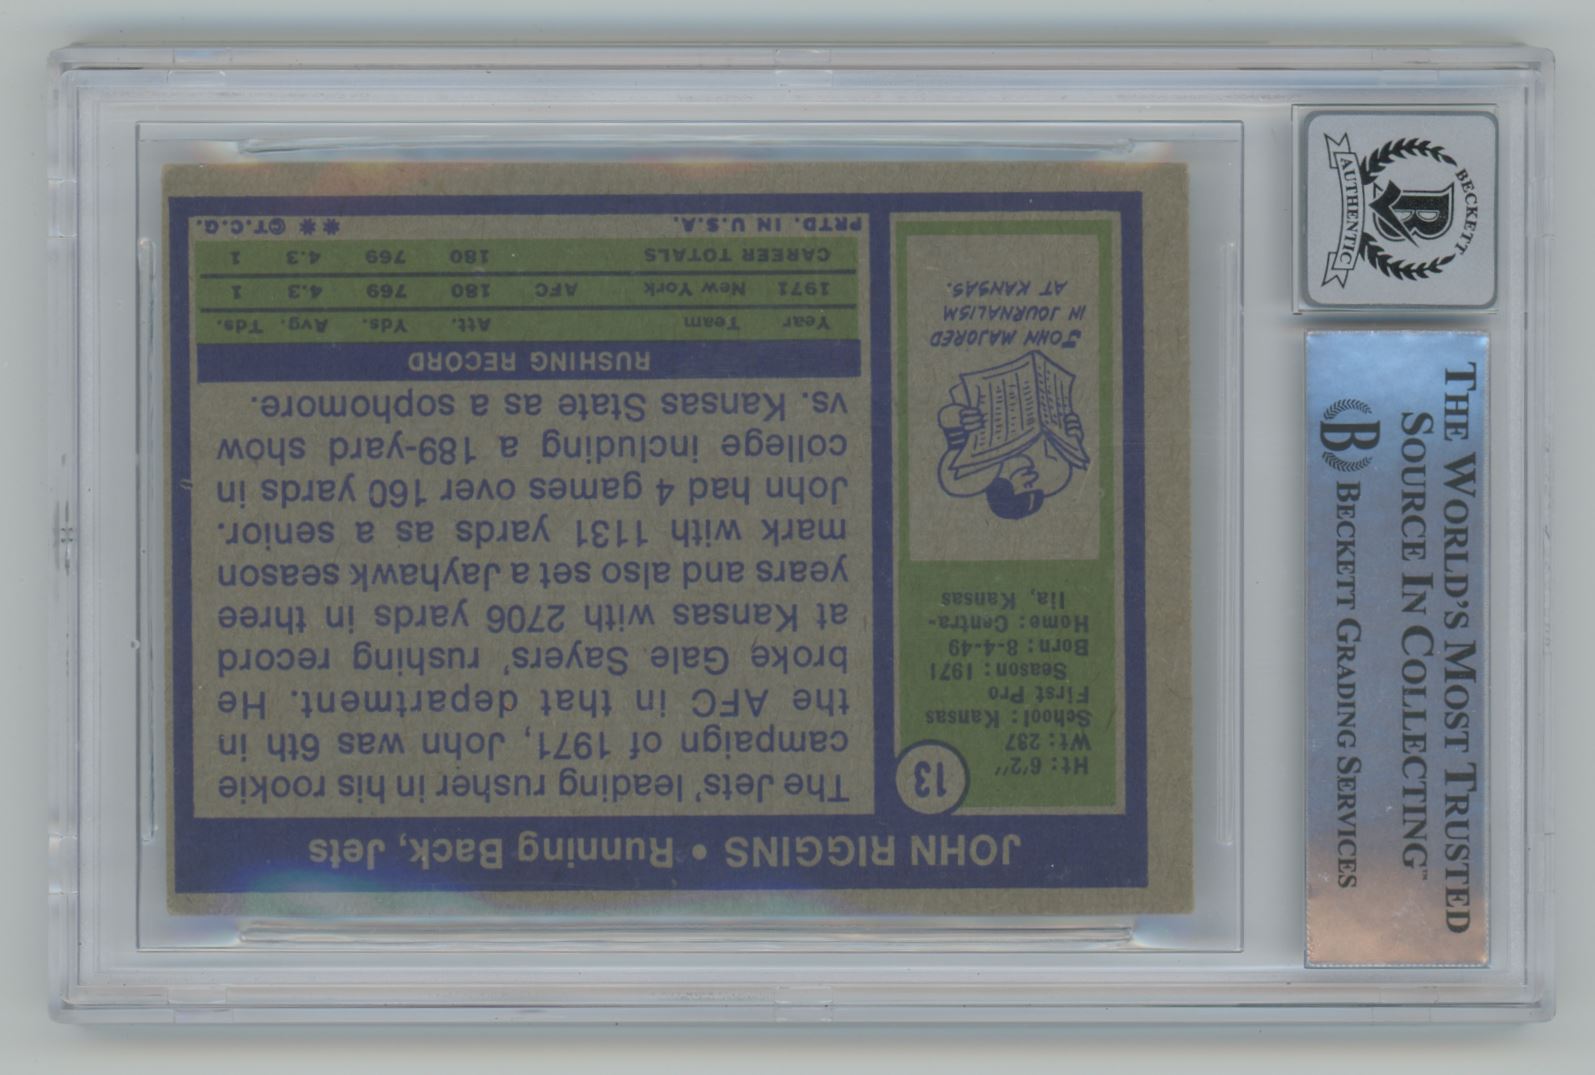 JOHN RIGGINS • Running Back, Jets
13
Ht: 6'2"
Wt: 237
School: Kansas
First Pro
Season: 1971
Born: 8-4-49
Home: Centra-
lia, Kansas
JOHN MAJORED
IN JOURNALISM
AT KANSAS.
The Jets' leading rusher in his rookie
campaign of 1971, John was 6th in
the AFC in that department. He
broke Gale Sayers' rushing record
at Kansas with 2706 yards in three
years and also set a Jayhawk season
mark with 1131 yards as a senior.
John had 4 games over 160 yards in
college including a 189-yard show
vs. Kansas State as a sophomore.
RUSHING RECORD
Year Team Att. Yds. Avg. Tds.
1971 New York AFC 180 769 4.3 1
CAREER TOTALS 180 769 4.3 1
PRTD. IN U.S.A. ** ©T.C.G.
BECKETT
B
AUTHENTIC
THE WORLD'S MOST TRUSTED
SOURCE IN COLLECTING™
B BECKETT GRADING SERVICES